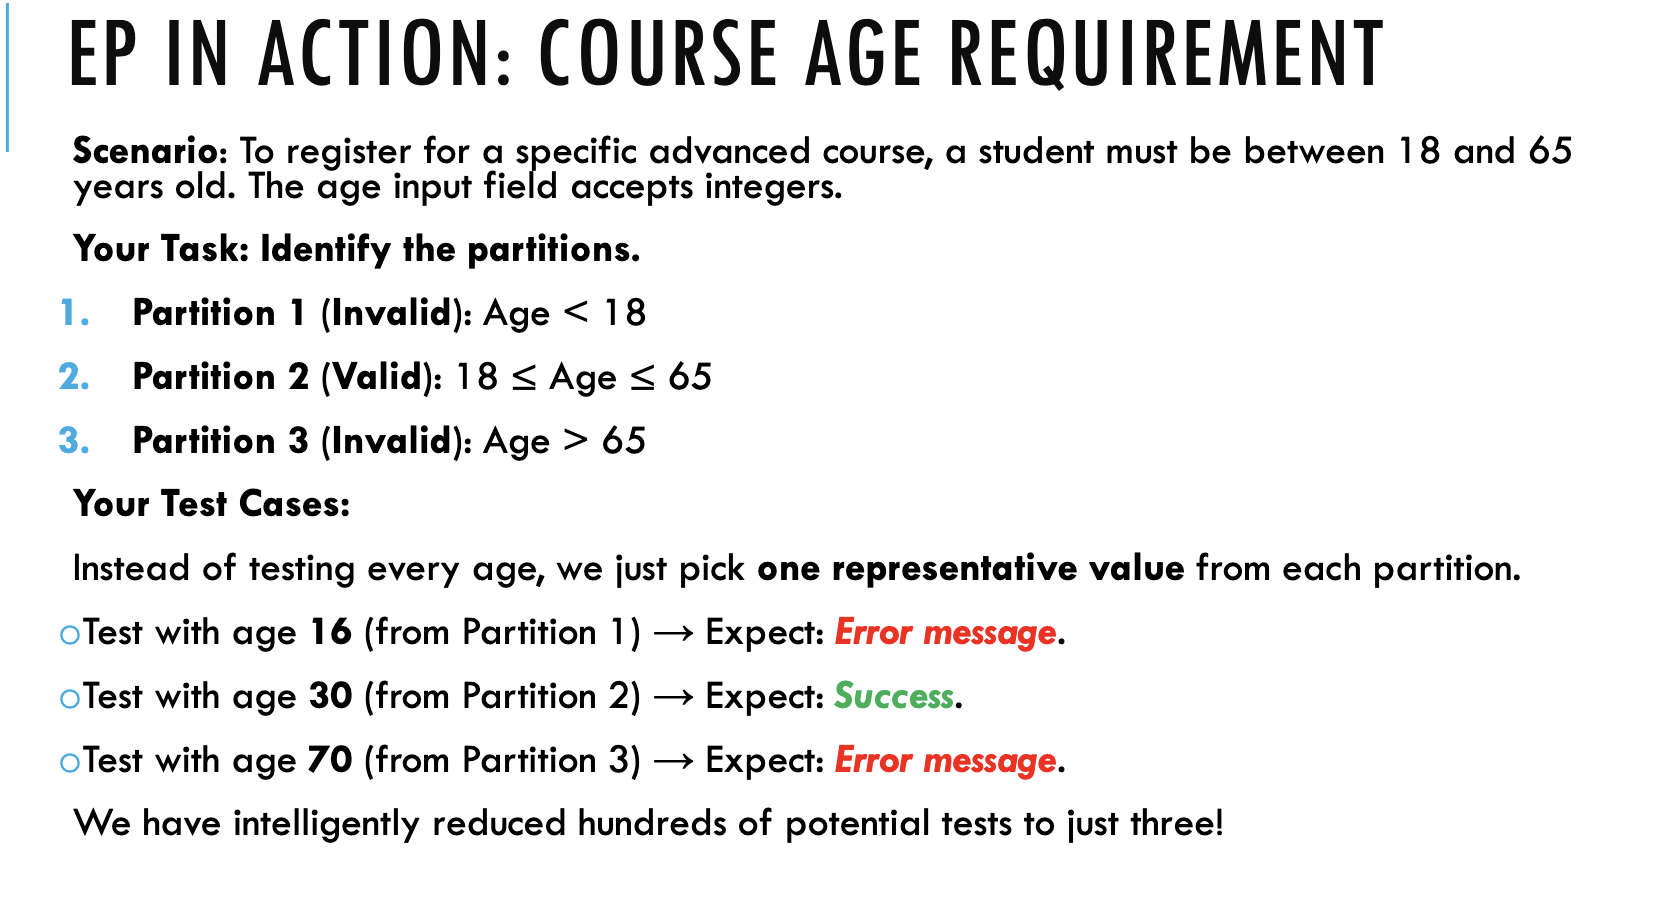 EP IN ACTION: COURSE AGE REQUIREMENT
Scenario: To register for a specific advanced course, a student must be between 18 and 65
years old. The age input field accepts integers.
Your Task: Identify the partitions.
1. Partition 1 (Invalid): Age < 18
2. Partition 2 (Valid): 18 ≤ Age ≤ 65
3. Partition 3 (Invalid): Age > 65
Your Test Cases:
Instead of testing every age, we just pick one representative value from each partition.
○Test with age 16 (from Partition 1) → Expect: Error message.
○Test with age 30 (from Partition 2) → Expect: Success.
○Test with age 70 (from Partition 3) → Expect: Error message.
We have intelligently reduced hundreds of potential tests to just three!